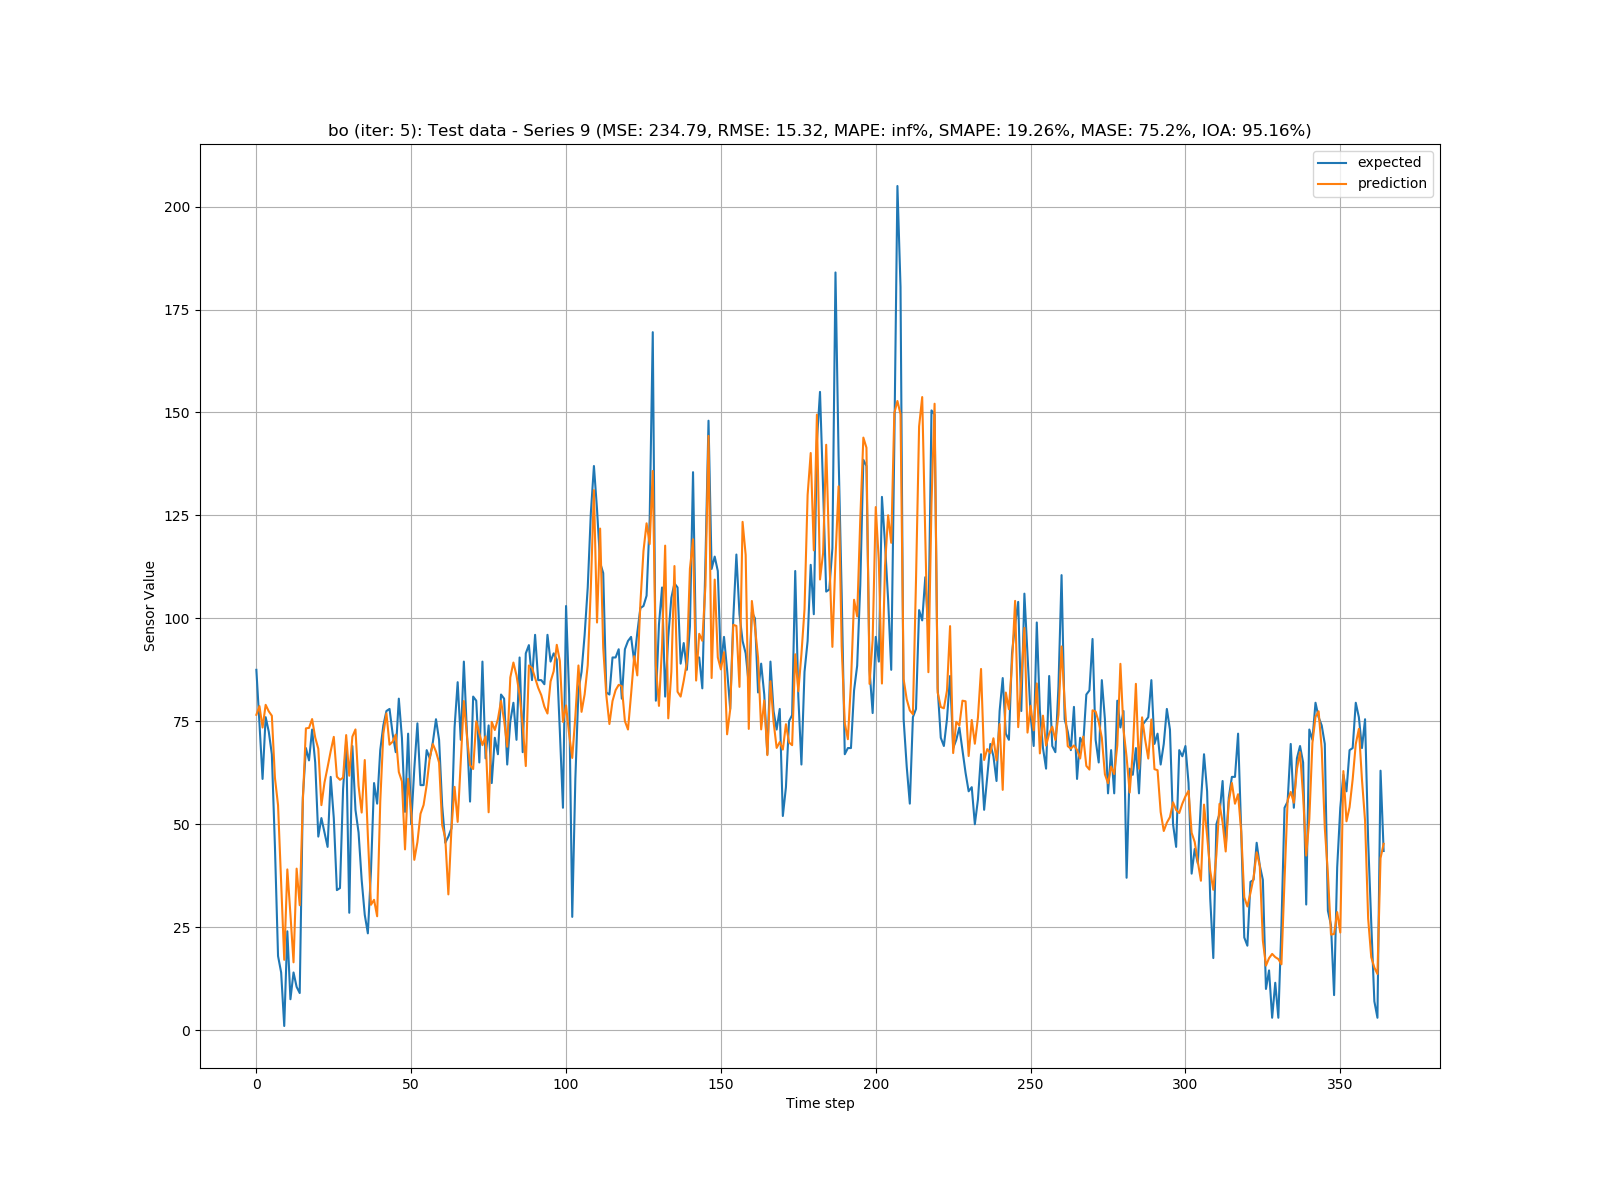 bo (iter: 5): Test data - Series 9 (MSE: 234.79, RMSE: 15.32, MAPE: inf%, SMAPE: 19.26%, MASE: 75.2%, IOA: 95.16%)
expected
prediction
200
175
150
125
100
75
50
25
0
Sensor Value
0 50 100 150 200 250 300 350
Time step